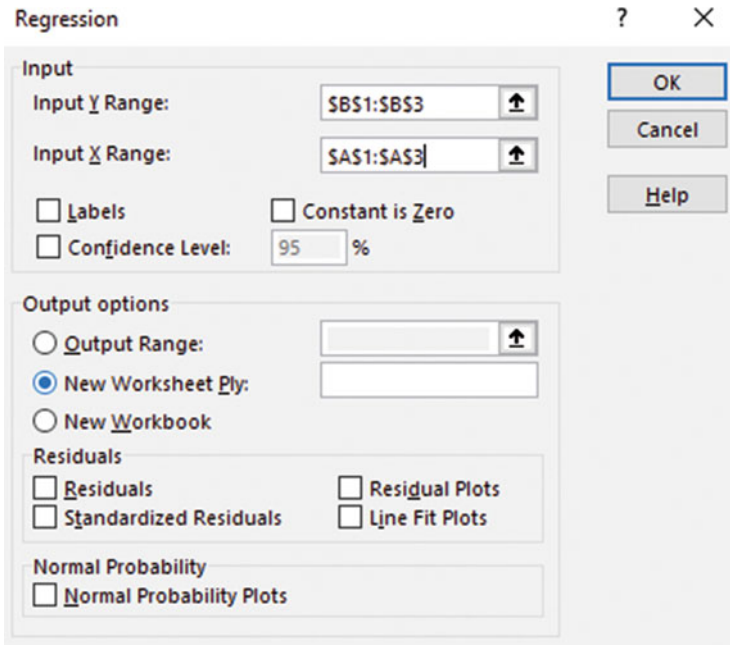 Regression ? ×
Input
Input Y Range: $B$1:$B$3
Input X Range: $A$1:$A$3
Labels Constant is Zero
Confidence Level: 95 %
OK
Cancel
Help
Output options
Output Range:
New Worksheet Ply:
New Workbook
Residuals
Residuals Residual Plots
Standardized Residuals Line Fit Plots
Normal Probability
Normal Probability Plots